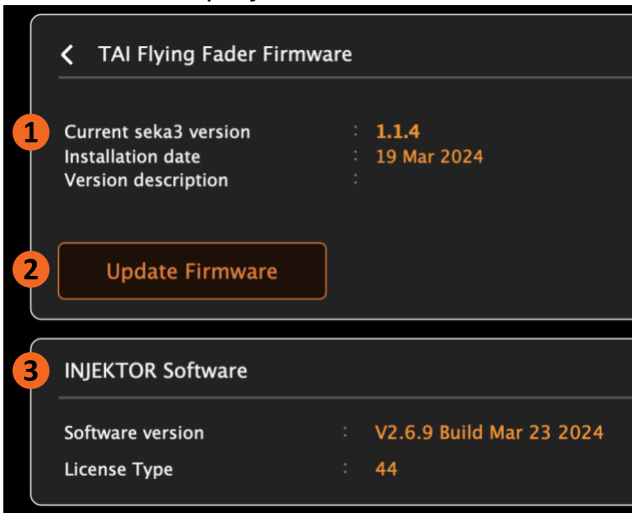 TAI Flying Fader Firmware
1
Current seka3 version : 1.1.4
Installation date : 19 Mar 2024
Version description :
2
Update Firmware
3
INJEKTOR Software
Software version : V2.6.9 Build Mar 23 2024
License Type : 44